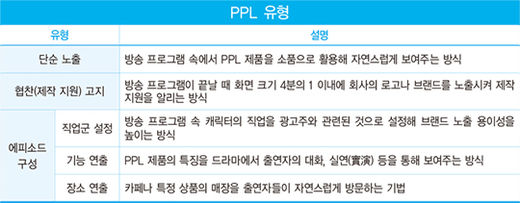 PPL 유형
유형
설명
단순 노출
방송 프로그램 속에서 PPL 제품을 소품으로 활용해 자연스럽게 보여주는 방식
협찬(제작 지원) 고지
방송 프로그램이 끝날 때 화면 크기 4분의 1 이내에 회사의 로고나 브랜드를 노출시켜 제작
지원을 알리는 방식
에피소드
구성
직업군 설정
방송 프로그램 속 캐릭터의 직업을 광고주와 관련된 것으로 설정해 브랜드 노출 용이성을
높이는 방식
기능 연출
PPL 제품의 특징을 드라마에서 출연자의 대화, 실연(實演) 등을 통해 보여주는 방식
장소 연출
카페나 특정 상품의 매장을 출연자들이 자연스럽게 방문하는 기법